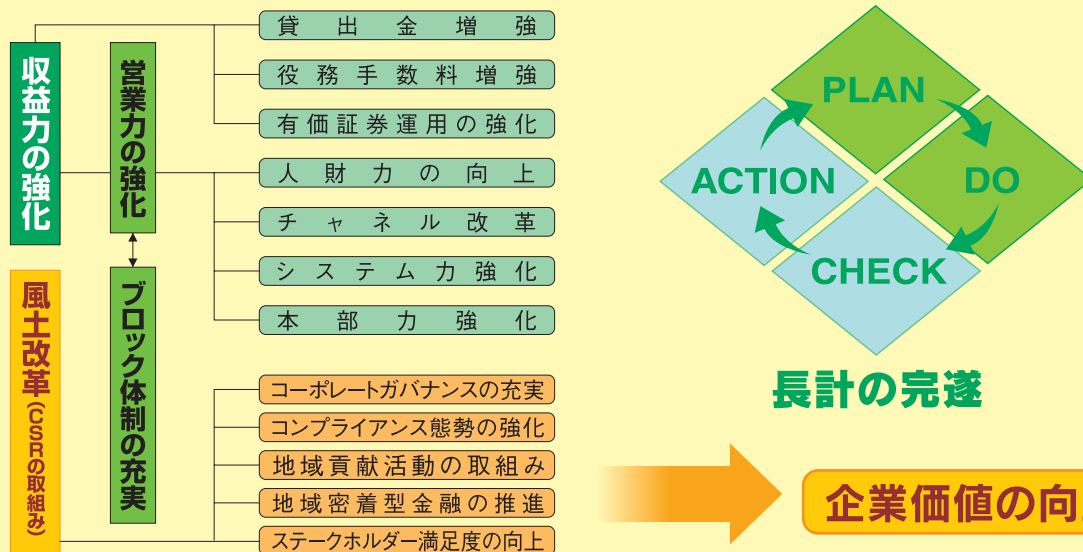 収益力の強化
営業力の強化
貸出金増強
役務手数料増強
有価証券運用の強化
人財力の向上
チャネル改革
システム力強化
本部力強化
風土改革(CSRの取組み)
ブロック体制の充実
コーポレートガバナンスの充実
コンプライアンス態勢の強化
地域貢献活動の取組み
地域密着型金融の推進
ステークホルダー満足度の向上
PLAN
DO
CHECK
ACTION
長計の完遂
企業価値の向